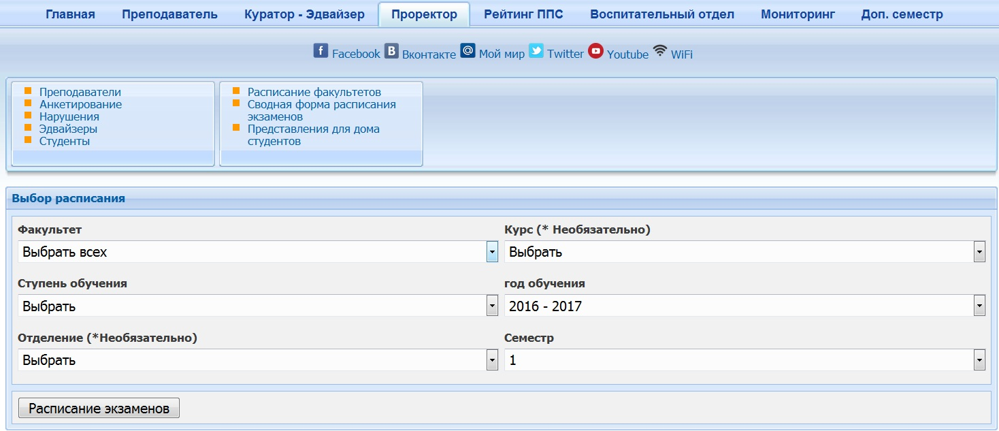 Главная Преподаватель Куратор - Эдвайзер Проректор Рейтинг ППС Воспитательный отдел Мониторинг Доп. семестр
Facebook Вконтакте Мой мир Twitter Youtube WiFi
Преподаватели
Анкетирование
Нарушения
Эдвайзеры
Студенты
Расписание факультетов
Сводная форма расписания
экзаменов
Представления для дома
студентов
Выбор расписания
Факультет
Выбрать всех
Курс (* Необязательно)
Выбрать
Ступень обучения
Выбрать
год обучения
2016 - 2017
Отделение (*Необязательно)
Выбрать
Семестр
1
Расписание экзаменов